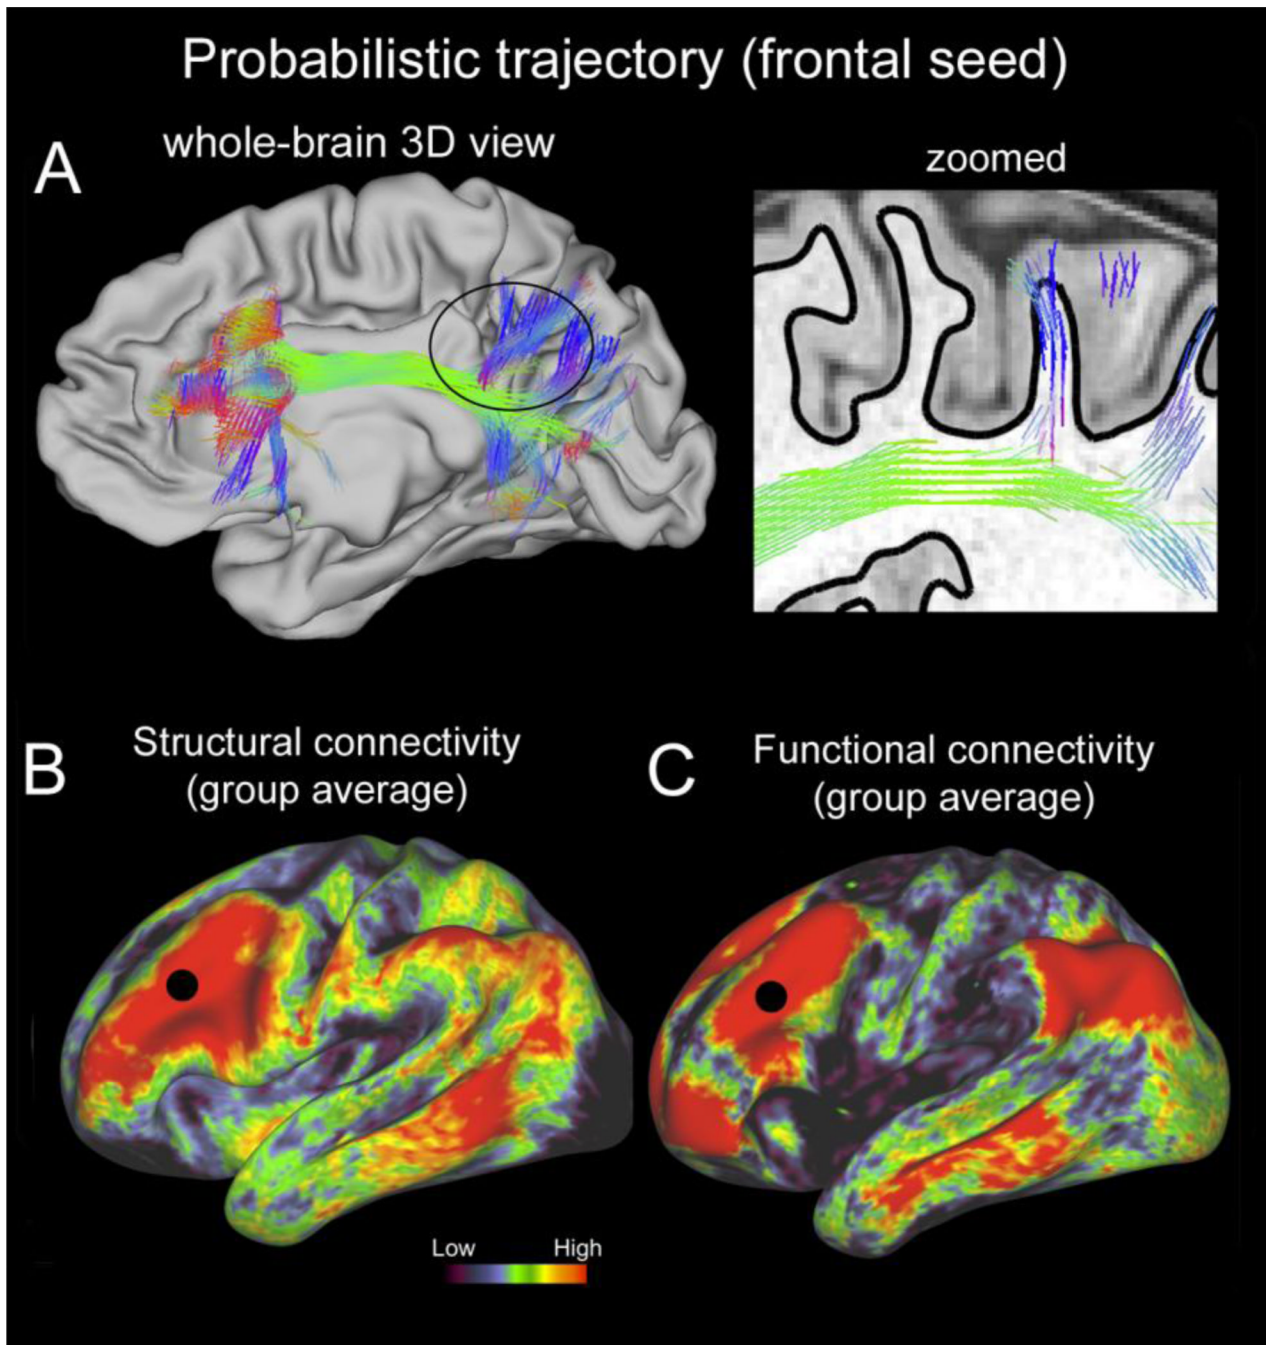 Probabilistic trajectory (frontal seed)
A
whole-brain 3D view
zoomed
B
Structural connectivity
(group average)
C
Functional connectivity
(group average)
Low
High